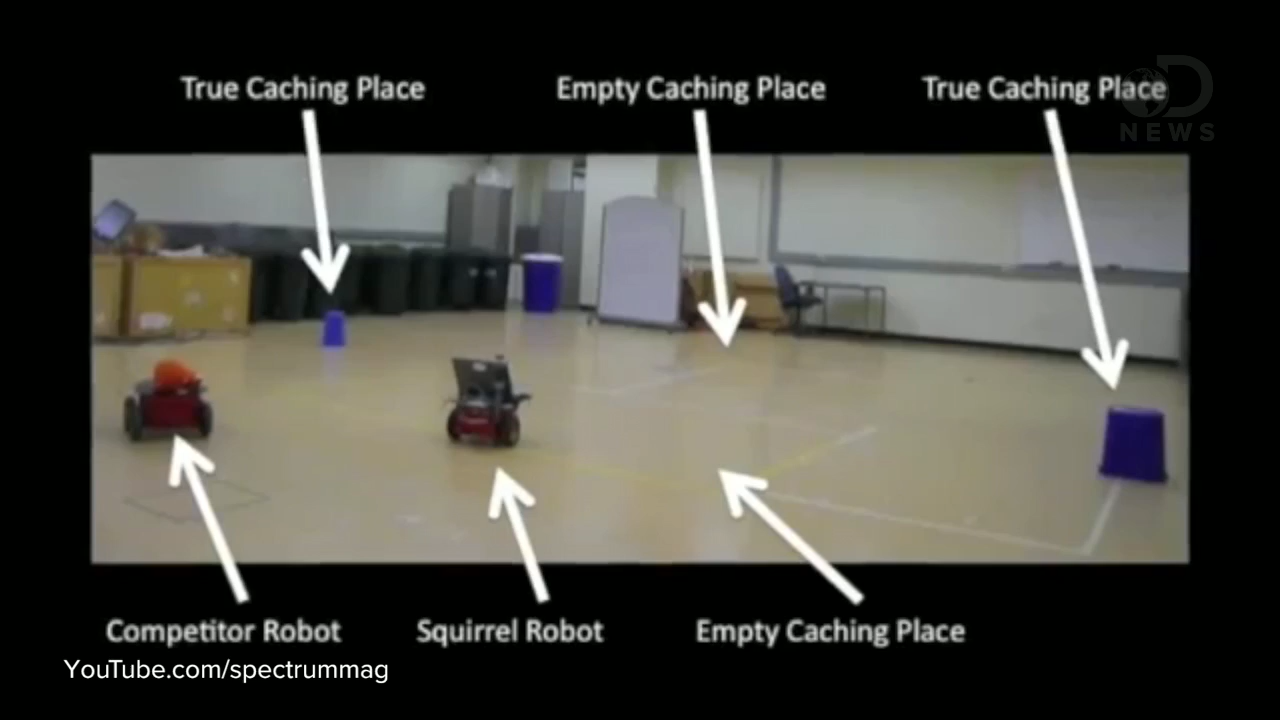 True Caching Place
Empty Caching Place
True Caching Place
D
NEWS
Competitor Robot
Squirrel Robot
Empty Caching Place
YouTube.com/spectrummag